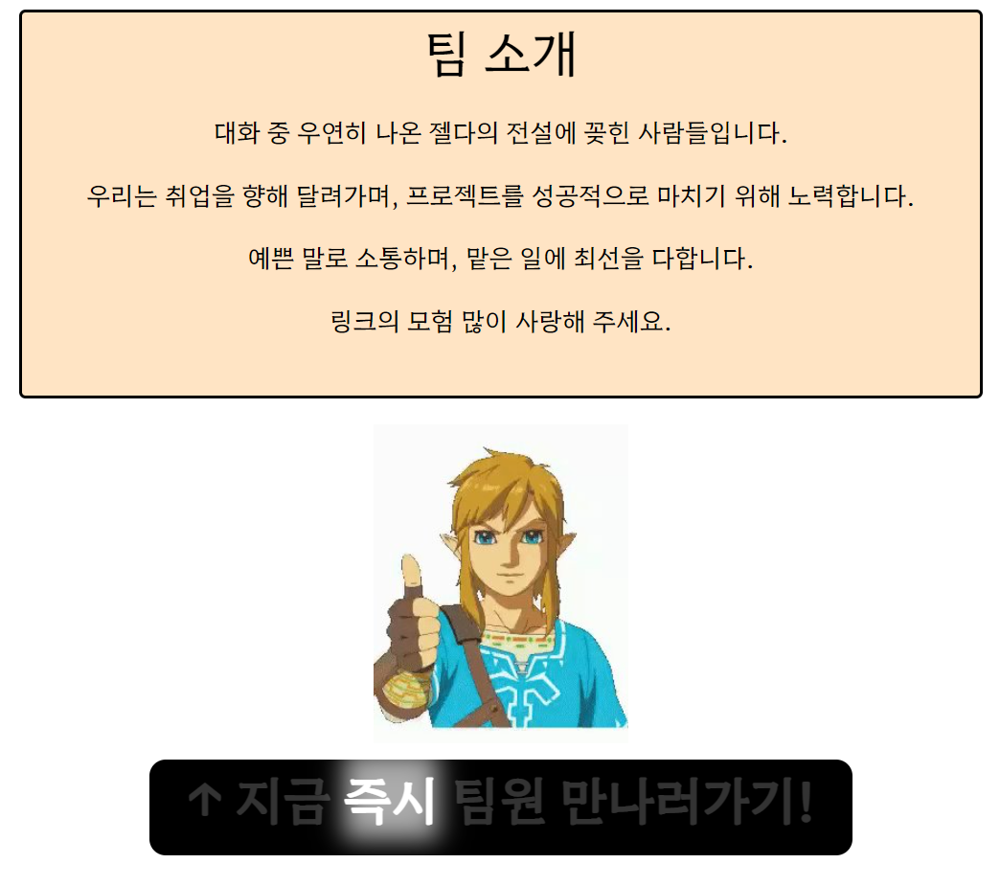 팀 소개
대화 중 우연히 나온 젤다의 전설에 꽂힌 사람들입니다.
우리는 취업을 향해 달려가며, 프로젝트를 성공적으로 마치기 위해 노력합니다.
예쁜 말로 소통하며, 맡은 일에 최선을 다합니다.
링크의 모험 많이 사랑해 주세요.
↑ 지금 즉시 팀원 만나러가기!